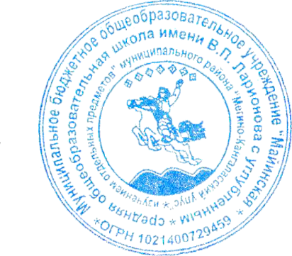 Муниципальное бюджетное общеобразовательное учреждение "Майинская
средняя общеобразовательная школа имени В.П. Ларионова с углубленным
изучением отдельных предметов" муниципального района "Мегино-Кангаласский улус"
*ОГРН 1021400729459 *